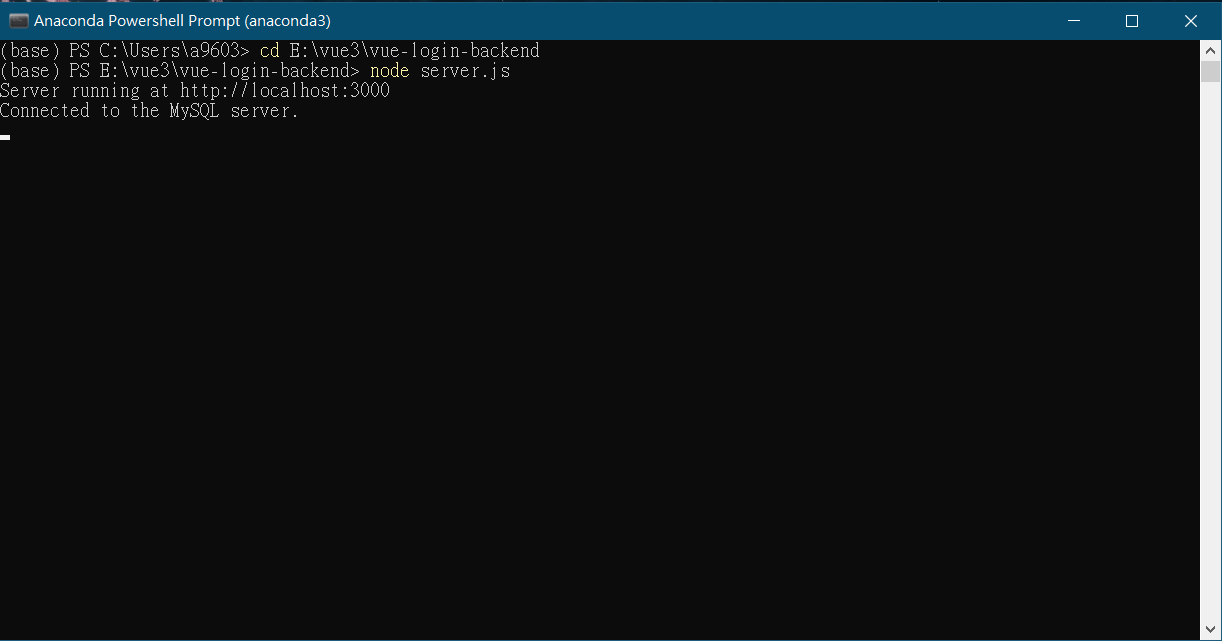 Anaconda Powershell Prompt (anaconda3)
(base) PS C:\Users\a9603> cd E:\vue3\vue-login-backend
(base) PS E:\vue3\vue-login-backend> node server.js
Server running at http://localhost:3000
Connected to the MySQL server.